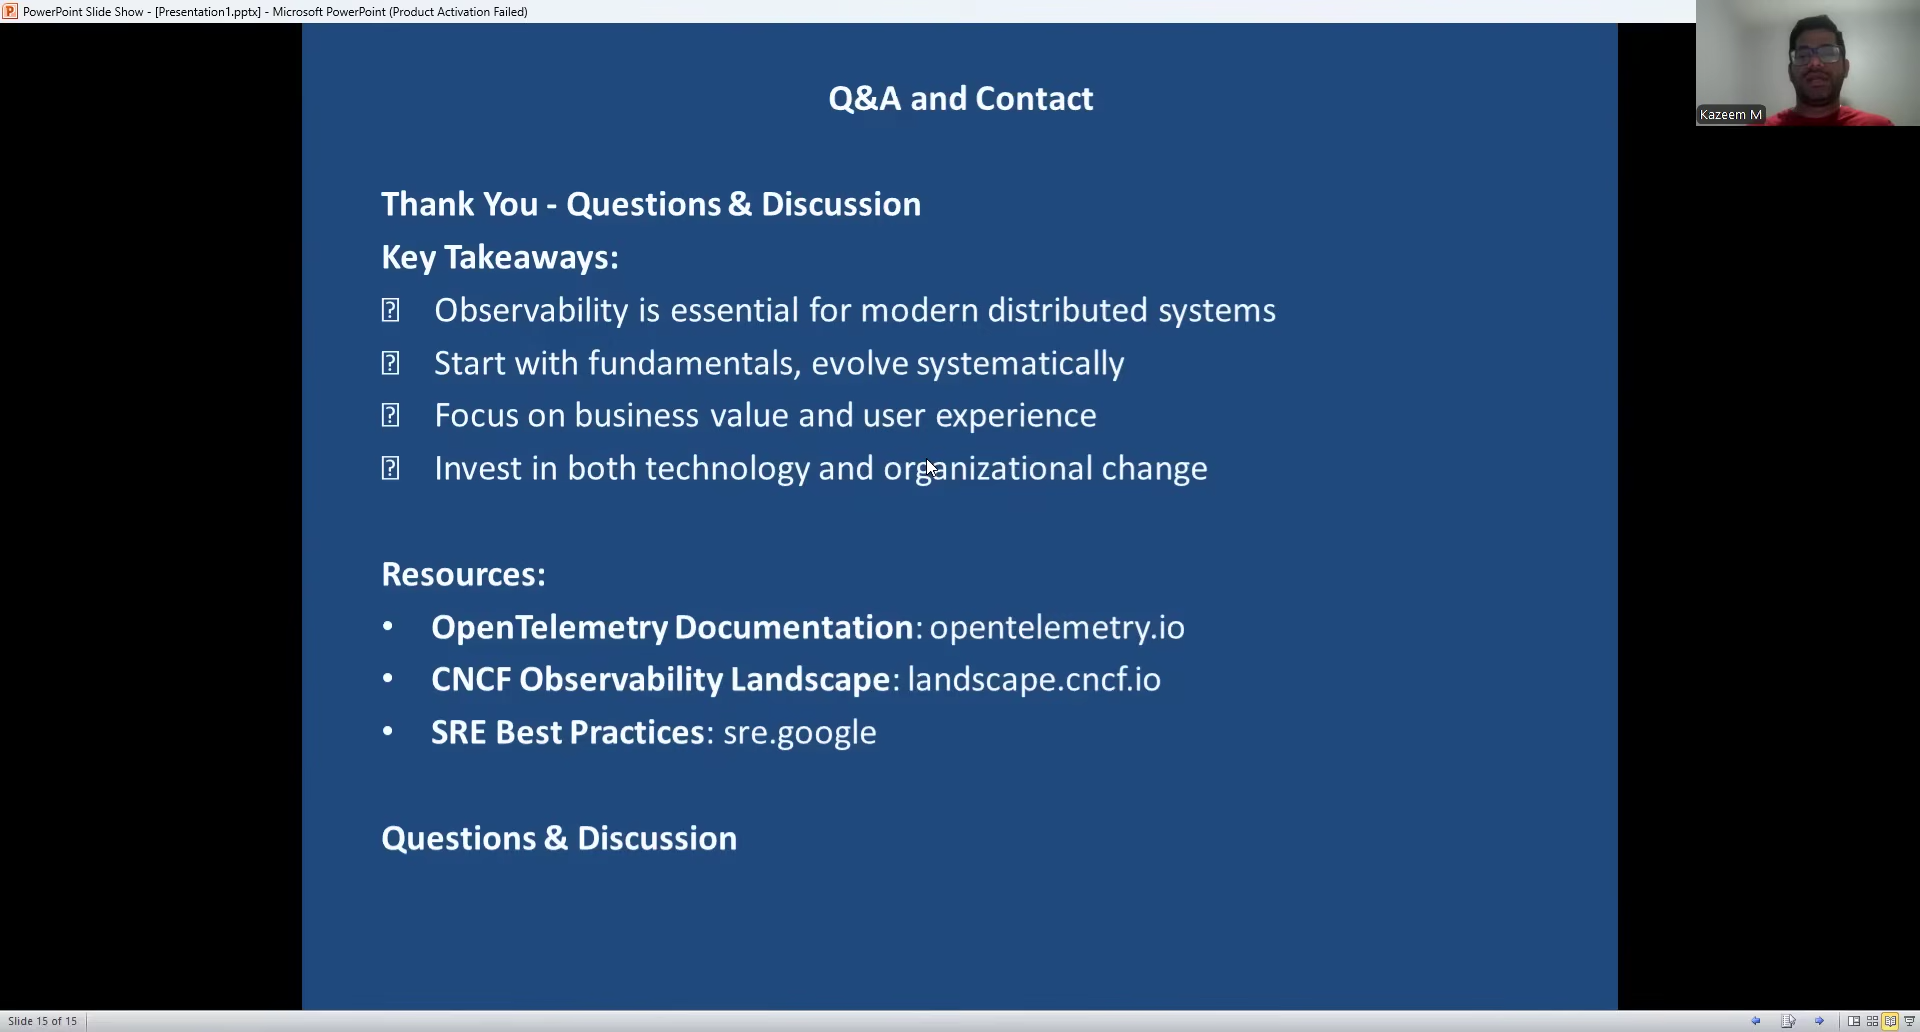 PowerPoint Slide Show - [Presentation1.pptx] - Microsoft PowerPoint (Product Activation Failed)
Kazeem M
Q&A and Contact
Thank You - Questions & Discussion
Key Takeaways:
Observability is essential for modern distributed systems
Start with fundamentals, evolve systematically
Focus on business value and user experience
Invest in both technology and organizational change
Resources:
• OpenTelemetry Documentation: opentelemetry.io
• CNCF Observability Landscape: landscape.cncf.io
• SRE Best Practices: sre.google
Questions & Discussion
Slide 15 of 15